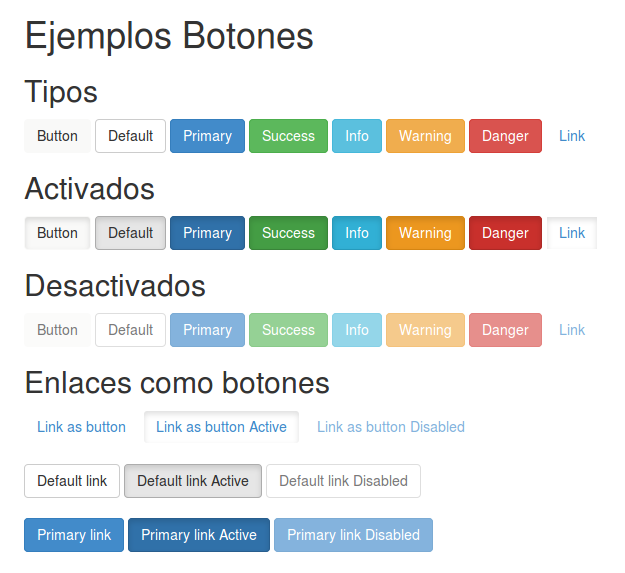 Ejemplos Botones
Tipos
Button Default Primary Success Info Warning Danger Link
Activados
Button Default Primary Success Info Warning Danger Link
Desactivados
Button Default Primary Success Info Warning Danger Link
Enlaces como botones
Link as button Link as button Active Link as button Disabled
Default link Default link Active Default link Disabled
Primary link Primary link Active Primary link Disabled